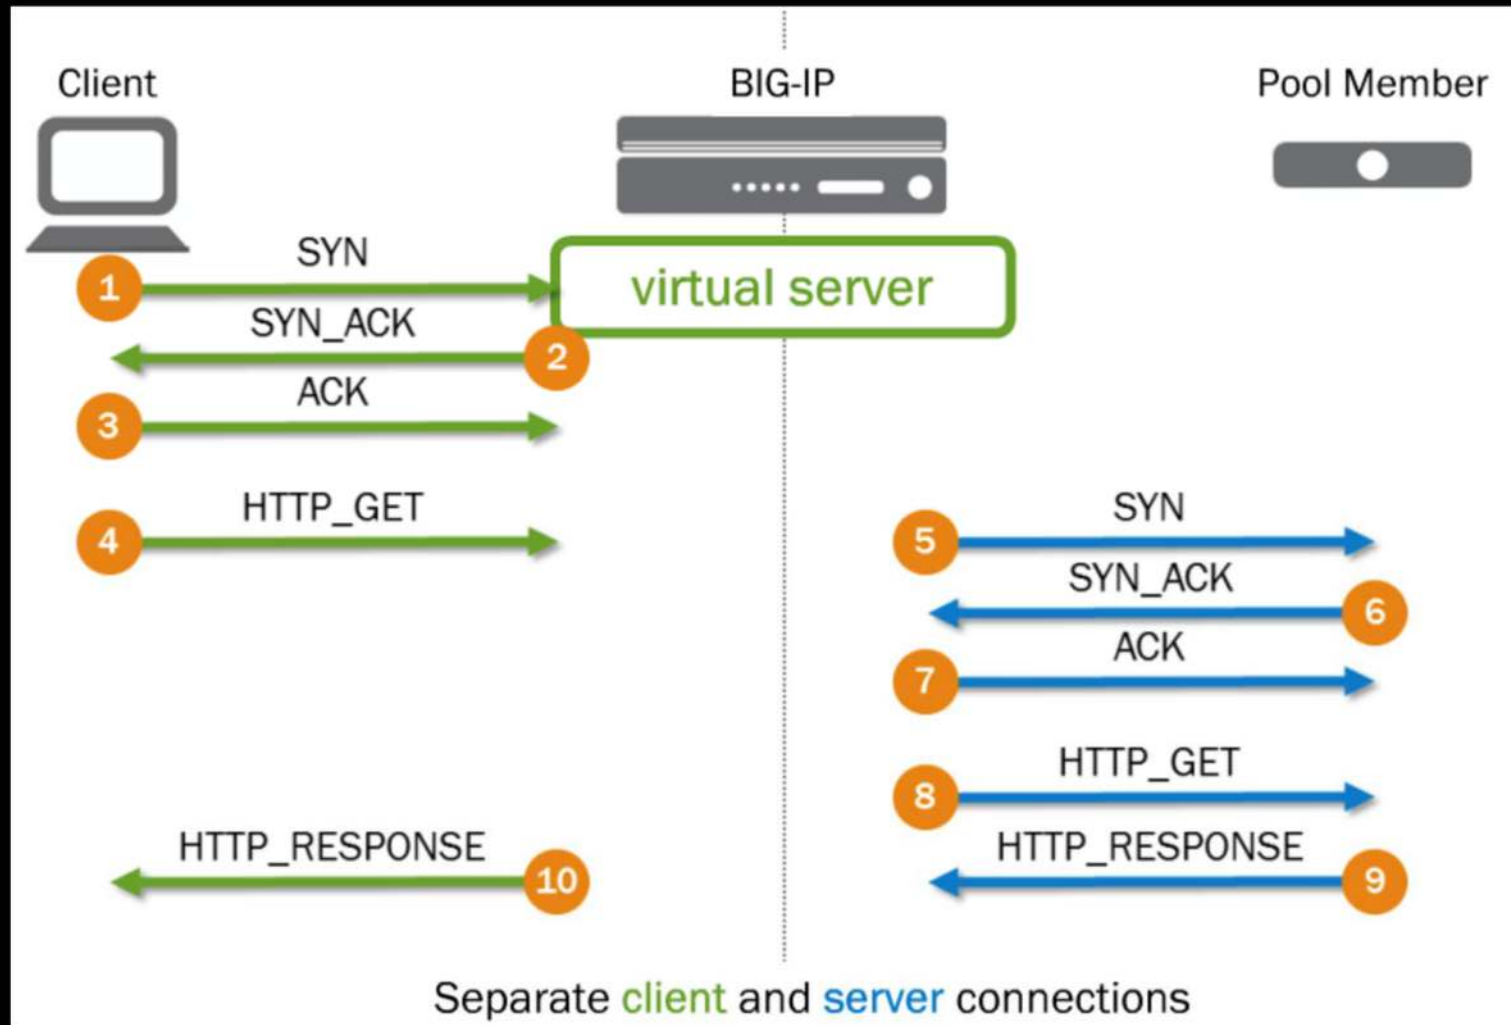 Client
BIG-IP
Pool Member
virtual server
1
SYN
2
SYN_ACK
3
ACK
4
HTTP_GET
5
SYN
6
SYN_ACK
7
ACK
8
HTTP_GET
9
HTTP_RESPONSE
10
HTTP_RESPONSE
Separate client and server connections